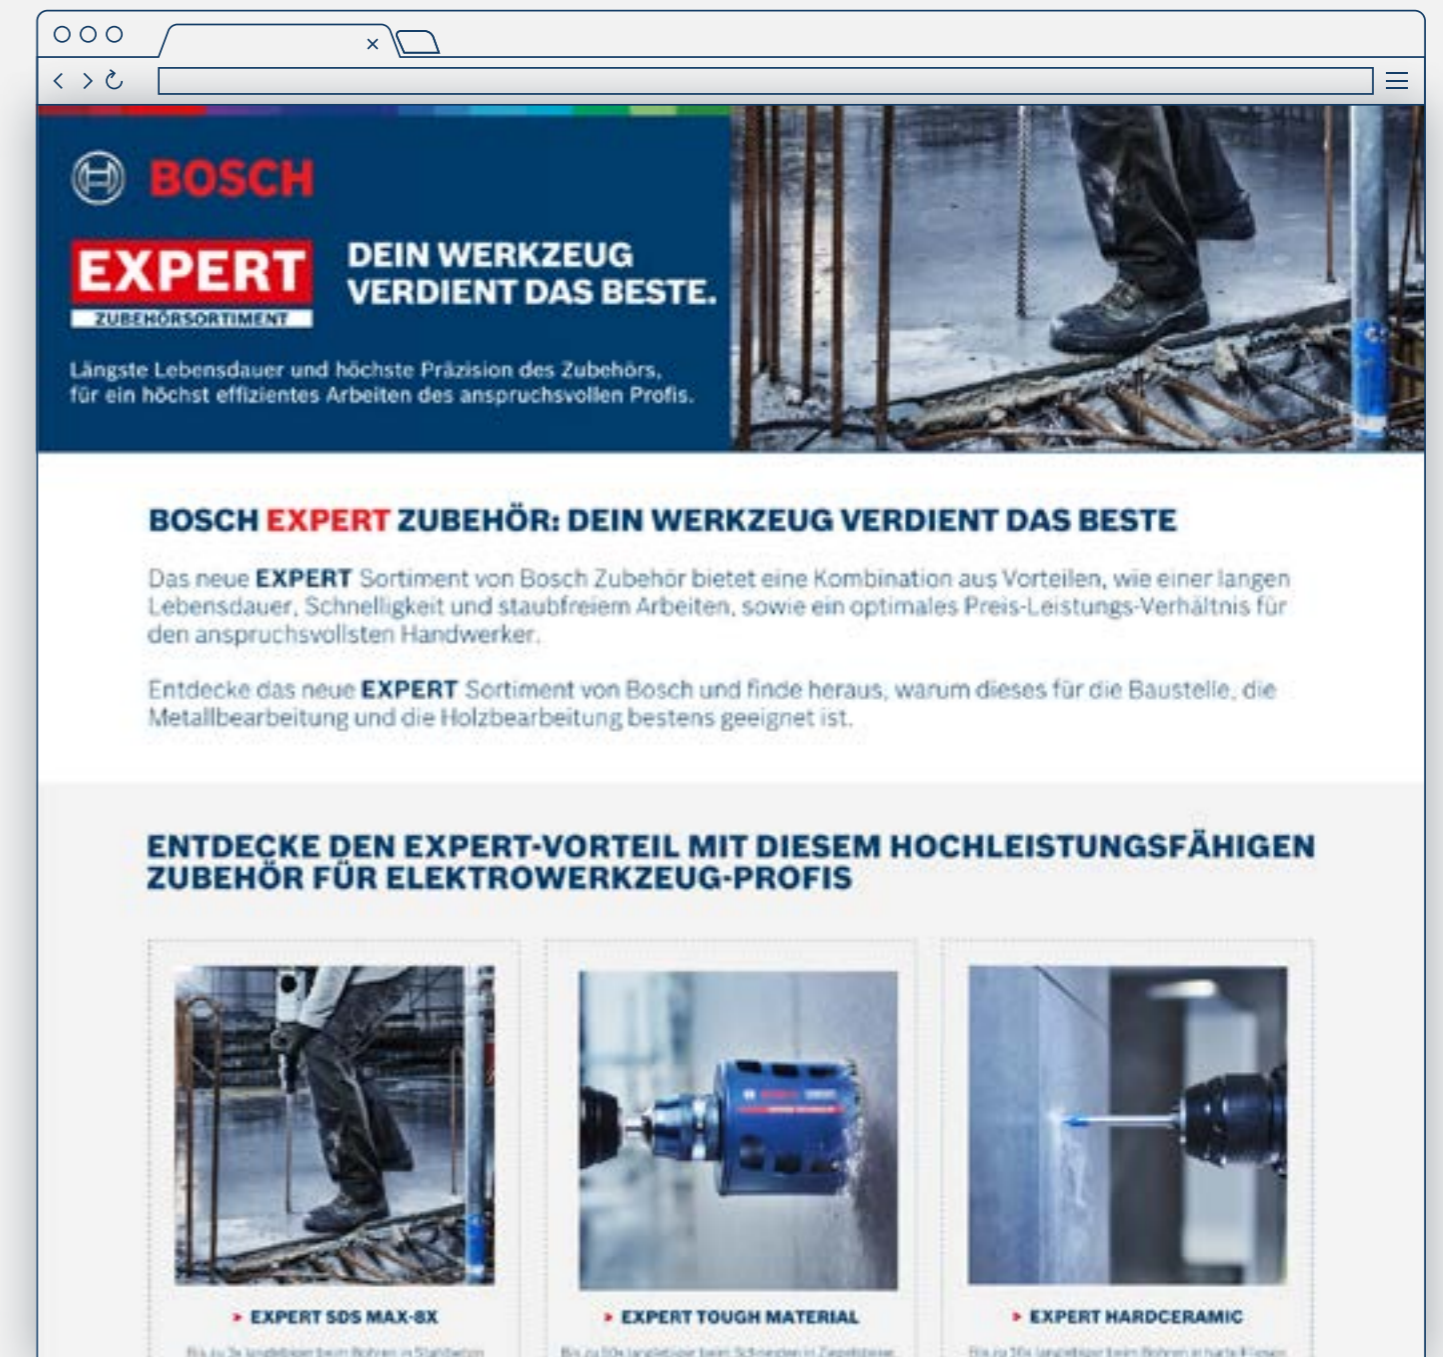 BOSCH
EXPERT
ZUBEHÖRSORTIMENT
DEIN WERKZEUG
VERDIENT DAS BESTE.
Längste Lebensdauer und höchste Präzision des Zubehörs,
für ein höchst effizientes Arbeiten des anspruchsvollen Profis.
BOSCH EXPERT ZUBEHÖR: DEIN WERKZEUG VERDIENT DAS BESTE
Das neue EXPERT Sortiment von Bosch Zubehör bietet eine Kombination aus Vorteilen, wie einer langen
Lebensdauer, Schnelligkeit und staubfreiem Arbeiten, sowie ein optimales Preis-Leistungs-Verhältnis für
den anspruchsvollsten Handwerker.
Entdecke das neue EXPERT Sortiment von Bosch und finde heraus, warum dieses für die Baustelle, die
Metallbearbeitung und die Holzbearbeitung bestens geeignet ist.
ENTDECKE DEN EXPERT-VORTEIL MIT DIESEM HOCHLEISTUNGSFÄHIGEN
ZUBEHÖR FÜR ELEKTROWERKZEUG-PROFIS
EXPERT SDS MAX-8X
EXPERT TOUGH MATERIAL
EXPERT HARDCERAMIC